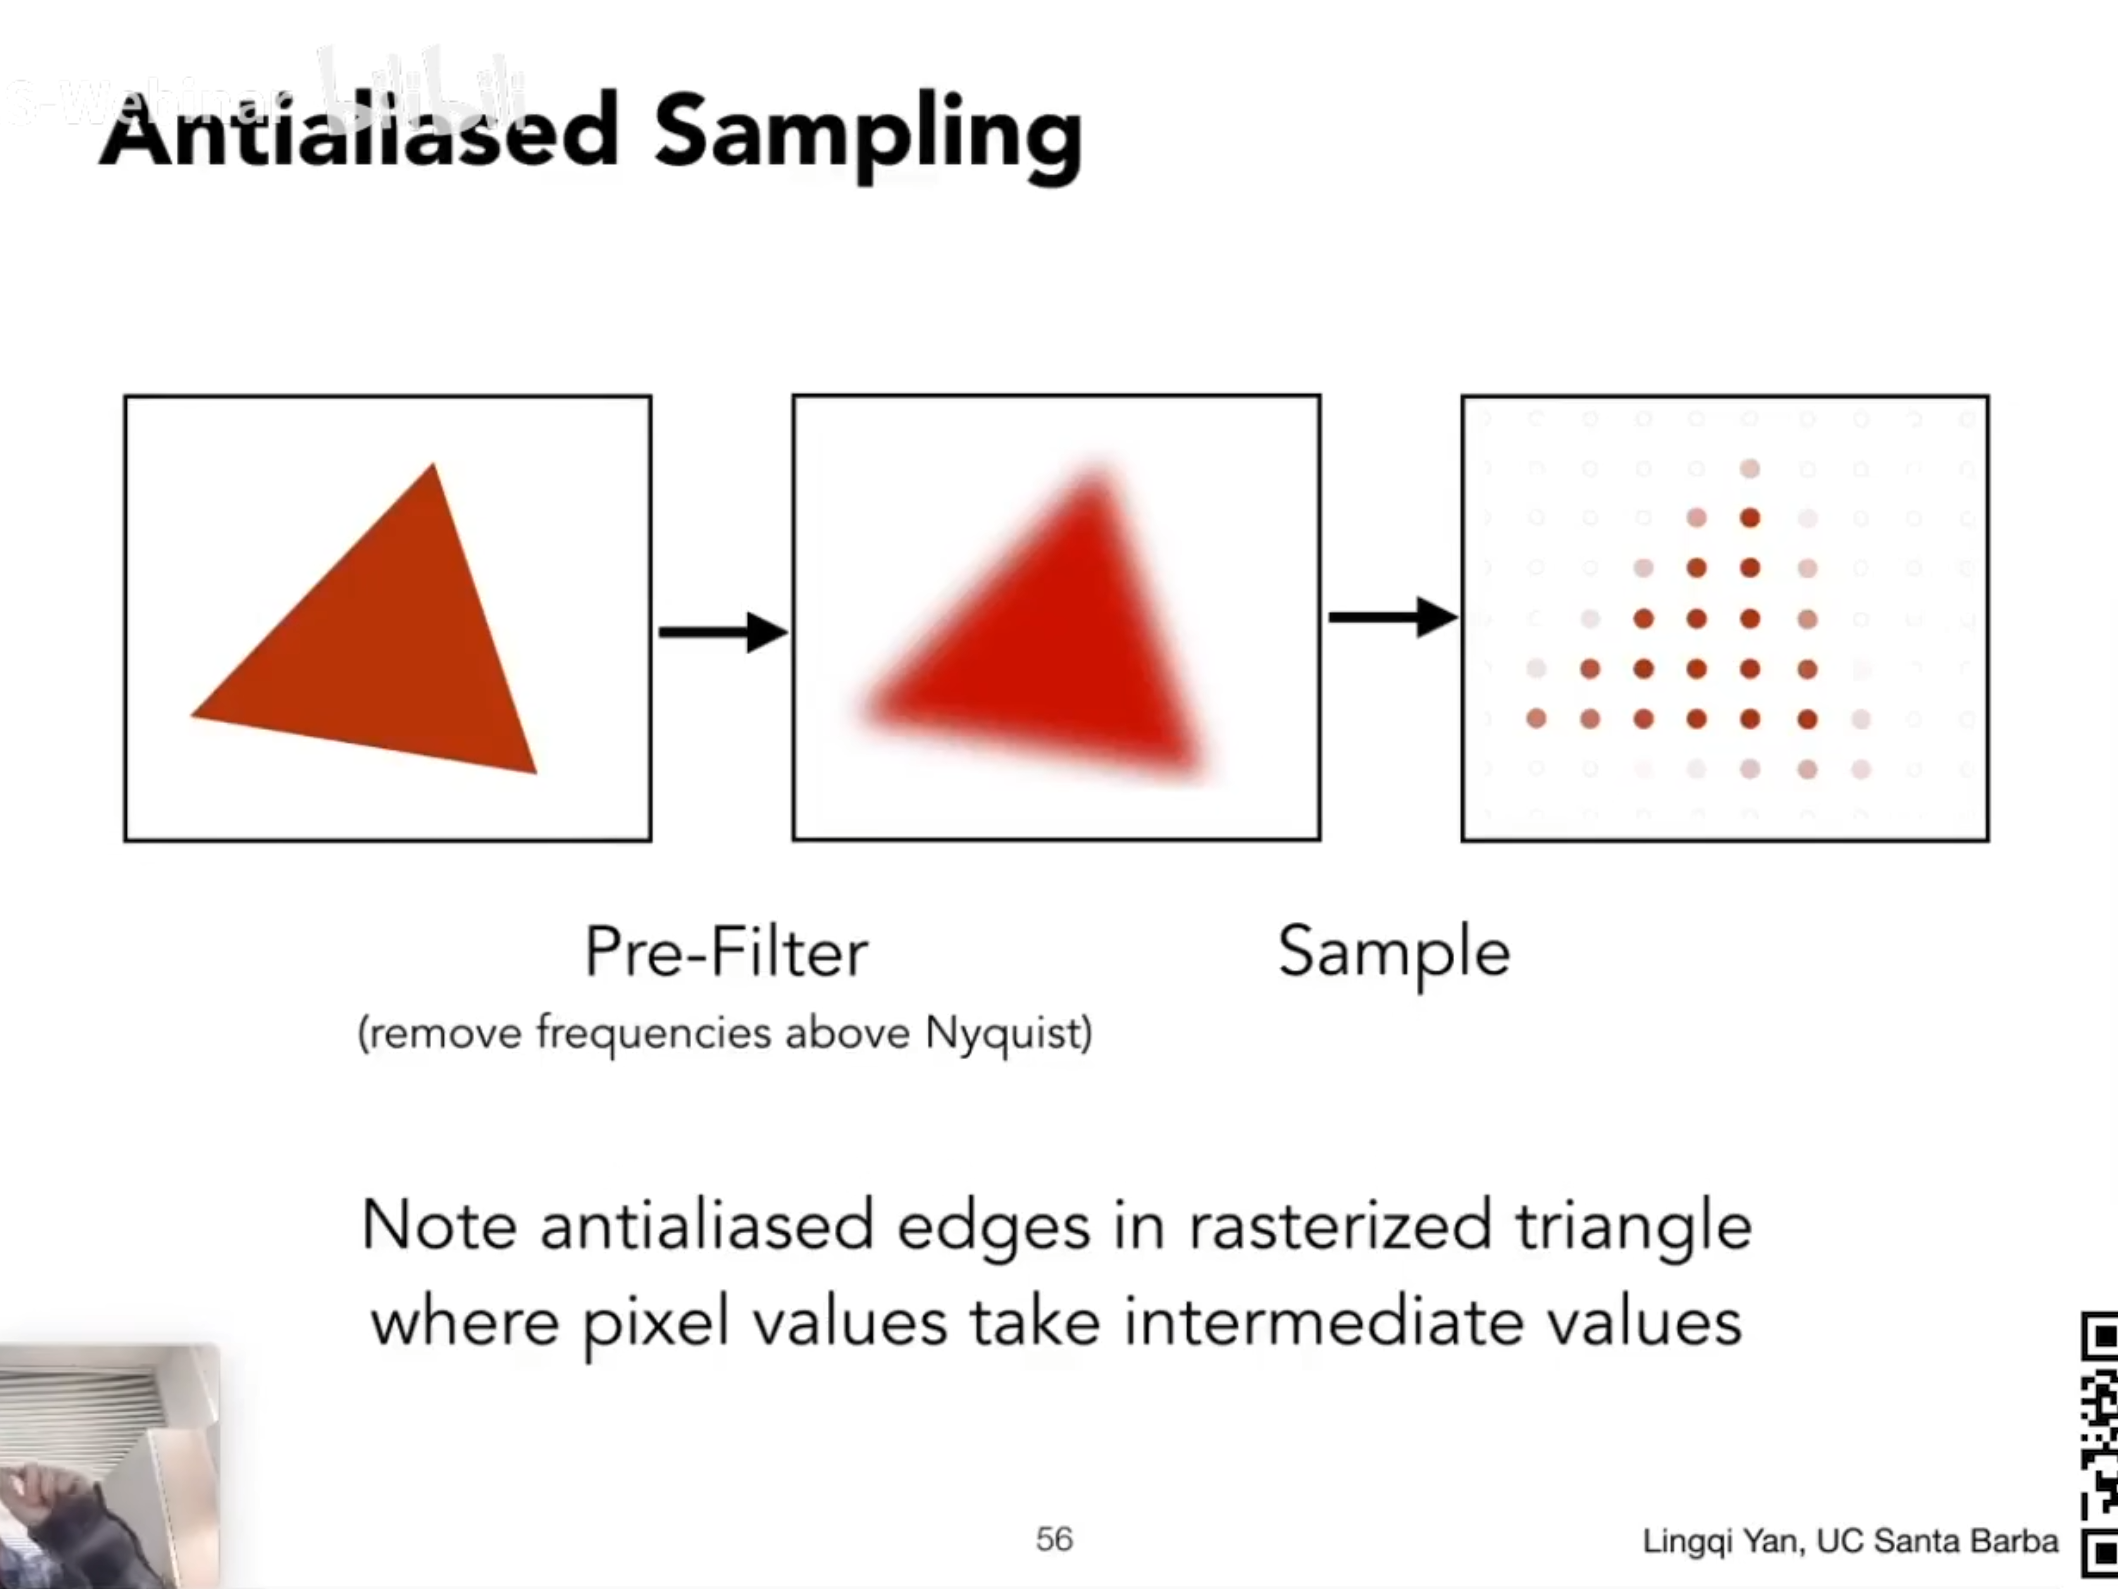 S-Webinar bilibili
Antialiased Sampling
Pre-Filter
Sample
(remove frequencies above Nyquist)
Note antialiased edges in rasterized triangle
where pixel values take intermediate values
56
Lingqi Yan, UC Santa Barba